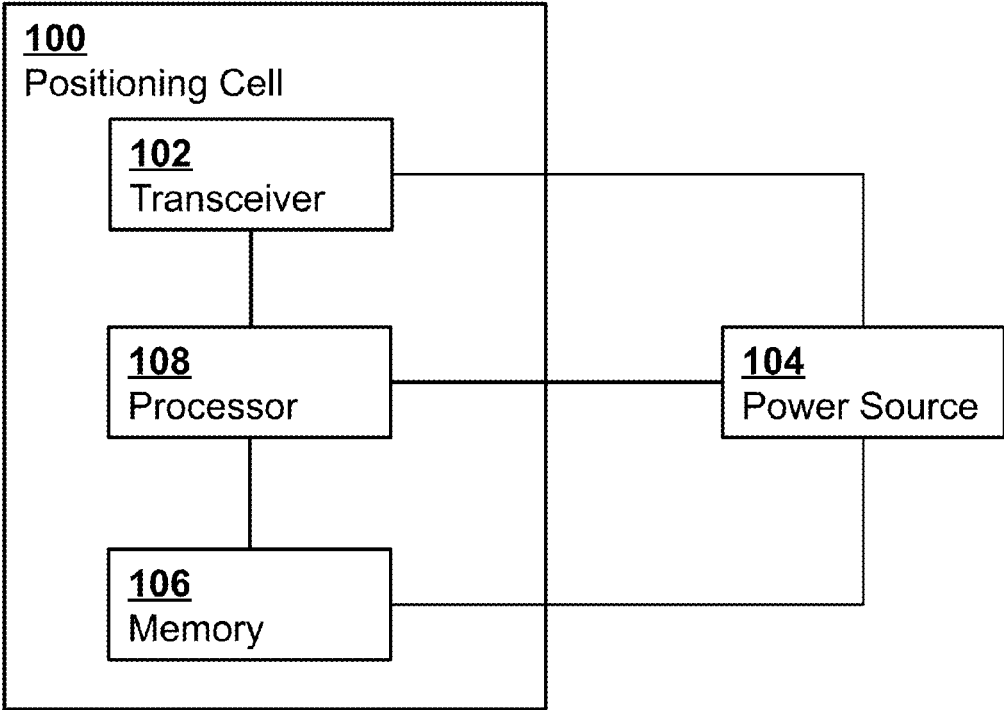 100
Positioning Cell
102
Transceiver
108
Processor
104
Power Source
106
Memory